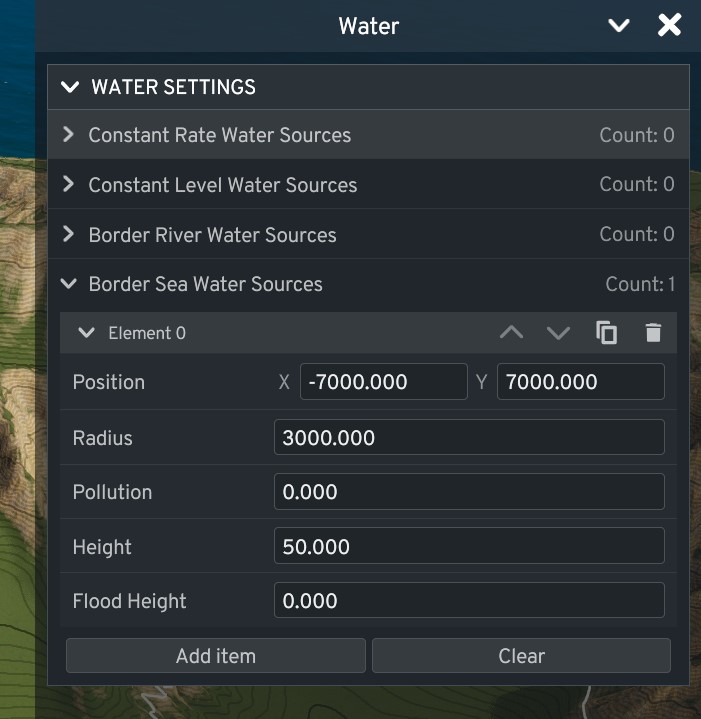 Water
WATER SETTINGS
Constant Rate Water Sources Count: 0
Constant Level Water Sources Count: 0
Border River Water Sources Count: 0
Border Sea Water Sources Count: 1
Element 0
Position X -7000.000 Y 7000.000
Radius 3000.000
Pollution 0.000
Height 50.000
Flood Height 0.000
Add item Clear